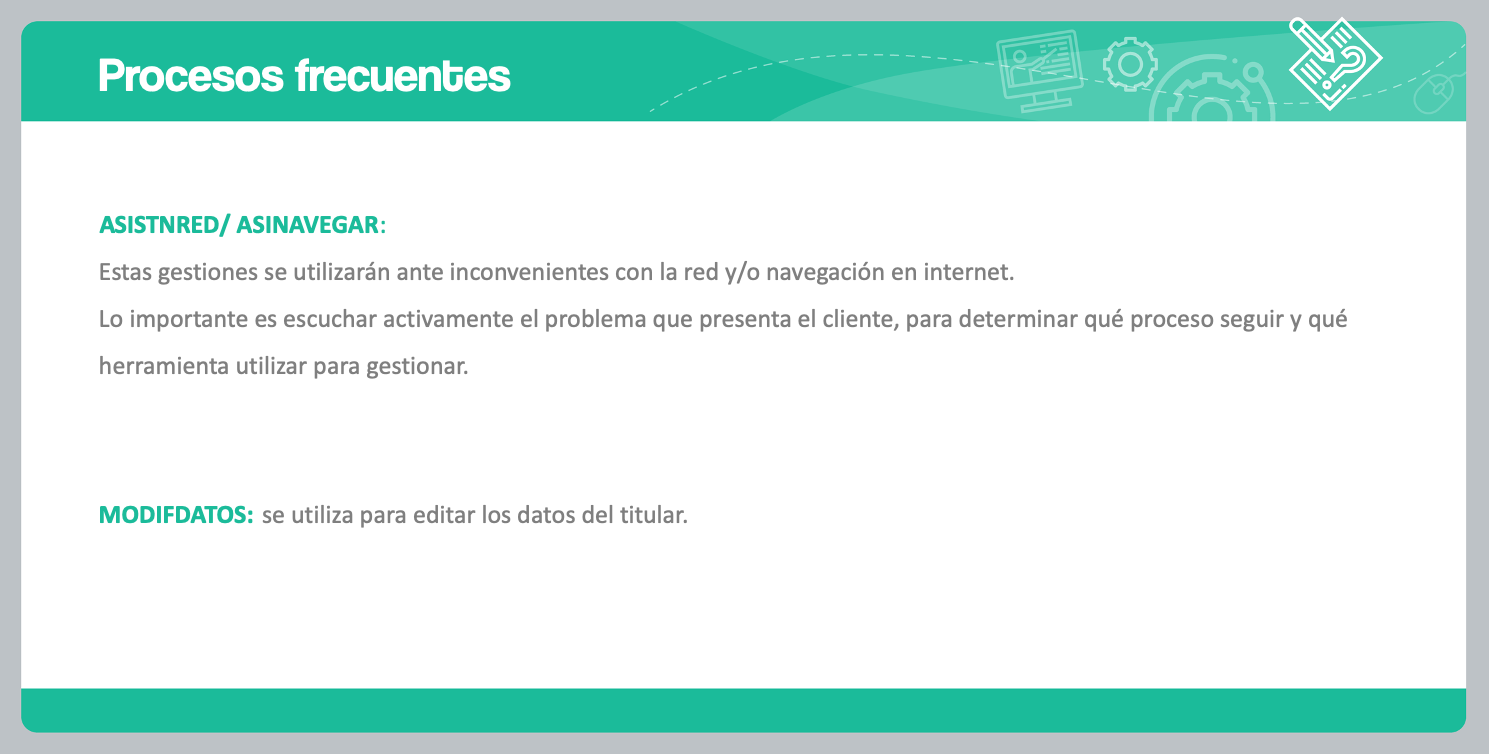 Procesos frecuentes
ASISTNRED/ ASINAVEGAR:
Estas gestiones se utilizarán ante inconvenientes con la red y/o navegación en internet.
Lo importante es escuchar activamente el problema que presenta el cliente, para determinar qué proceso seguir y qué
herramienta utilizar para gestionar.
MODIFDATOS: se utiliza para editar los datos del titular.